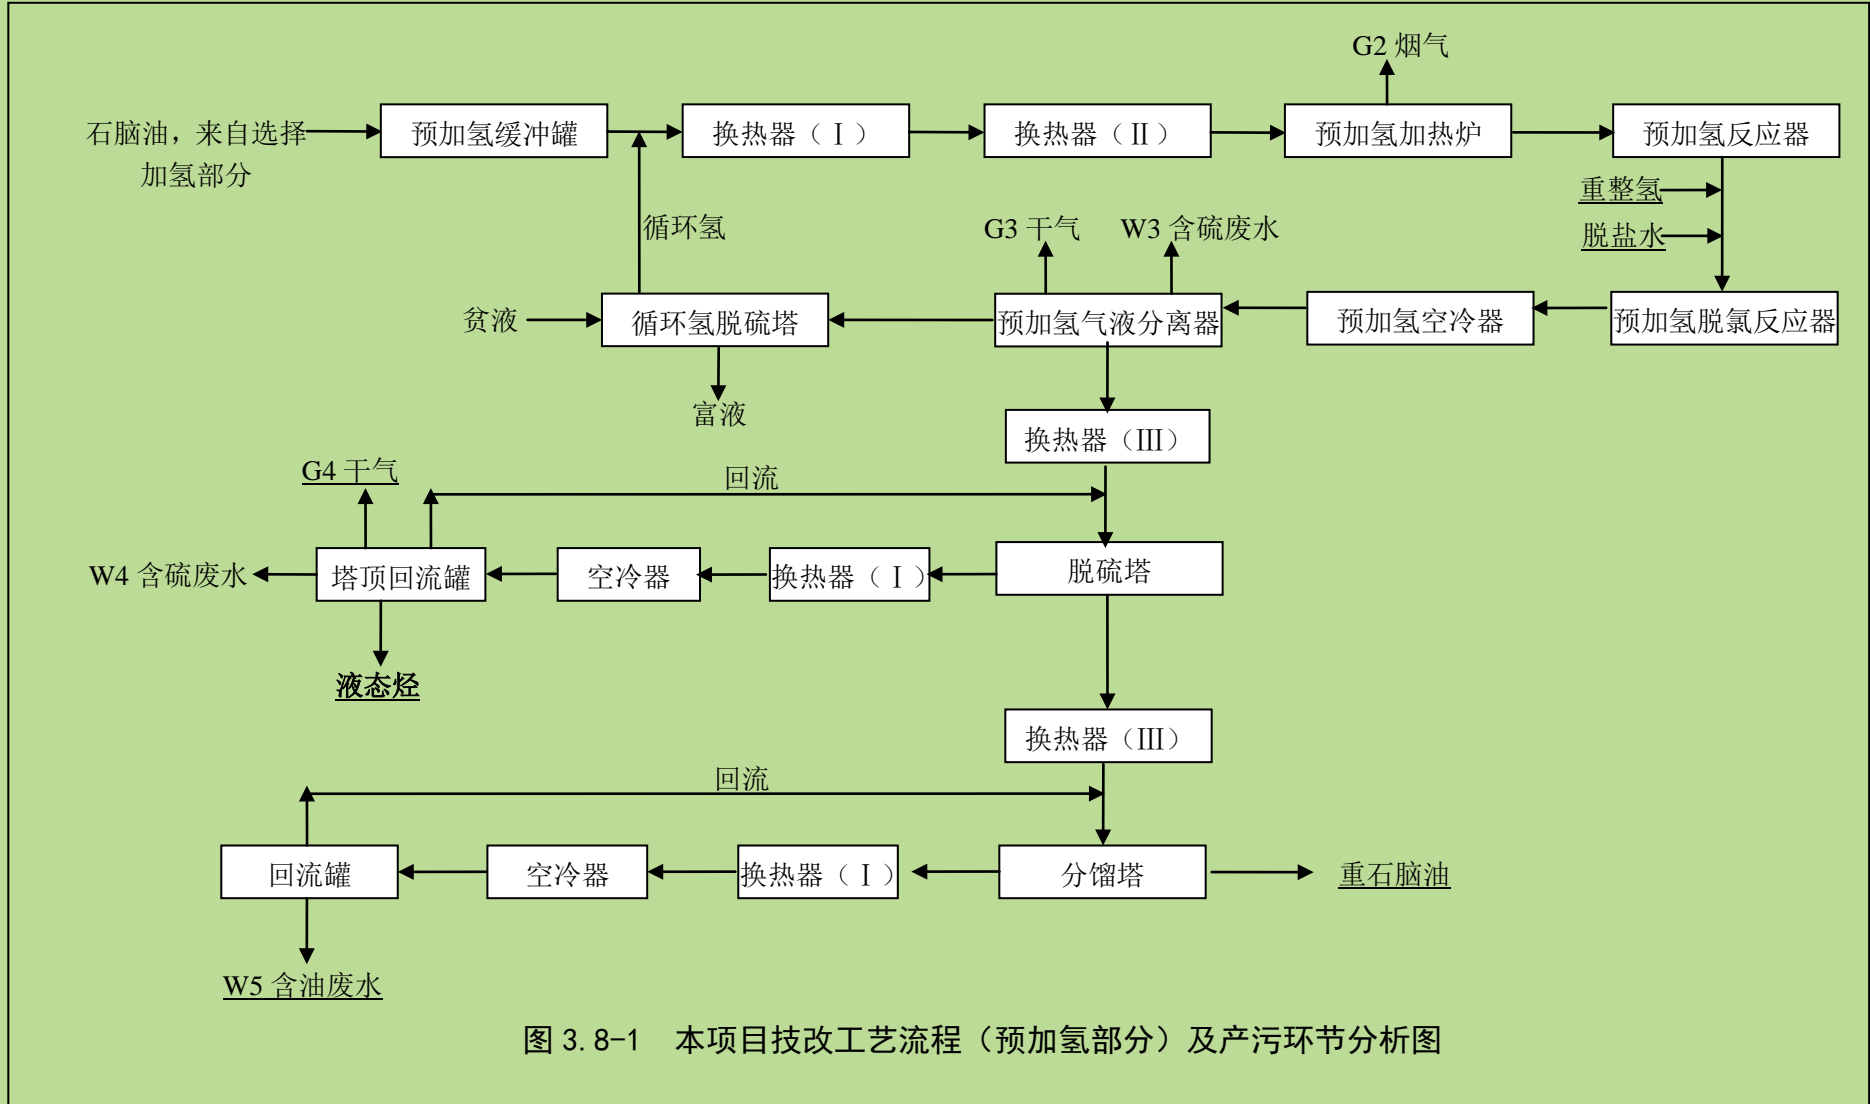 G2 烟气
石脑油，来自选择
加氢部分
预加氢缓冲罐
换热器（Ⅰ）
换热器（Ⅱ）
预加氢加热炉
预加氢反应器
重整氢
脱盐水
循环氢
G3 干气
W3 含硫废水
贫液
循环氢脱硫塔
预加氢气液分离器
预加氢空冷器
预加氢脱氯反应器
富液
换热器（Ⅲ）
G4 干气
回流
W4 含硫废水
塔顶回流罐
空冷器
换热器（Ⅰ）
脱硫塔
液态烃
换热器（Ⅲ）
回流
回流罐
空冷器
换热器（Ⅰ）
分馏塔
重石脑油
W5 含油废水
图 3.8-1 本项目技改工艺流程（预加氢部分）及产污环节分析图